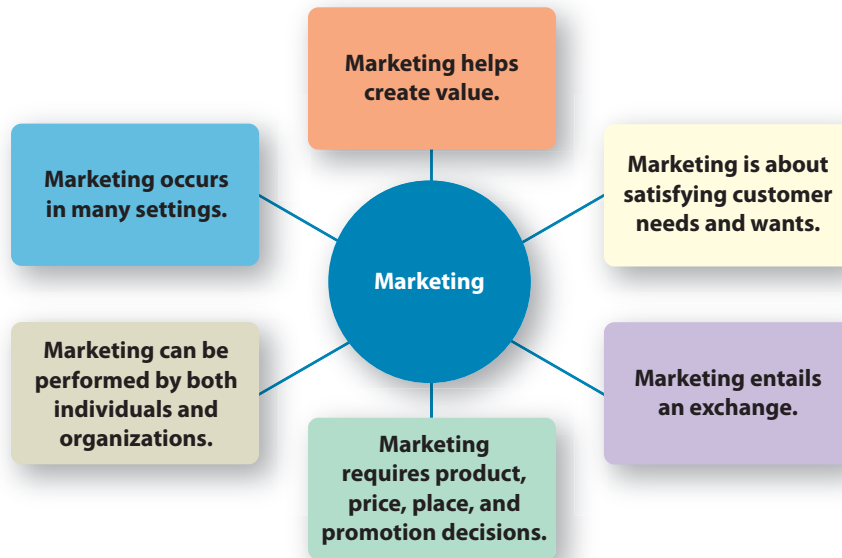 Marketing helps
create value.
Marketing occurs
in many settings.
Marketing is about
satisfying customer
needs and wants.
Marketing
Marketing can be
performed by both
individuals and
organizations.
Marketing entails
an exchange.
Marketing
requires product,
price, place, and
promotion decisions.